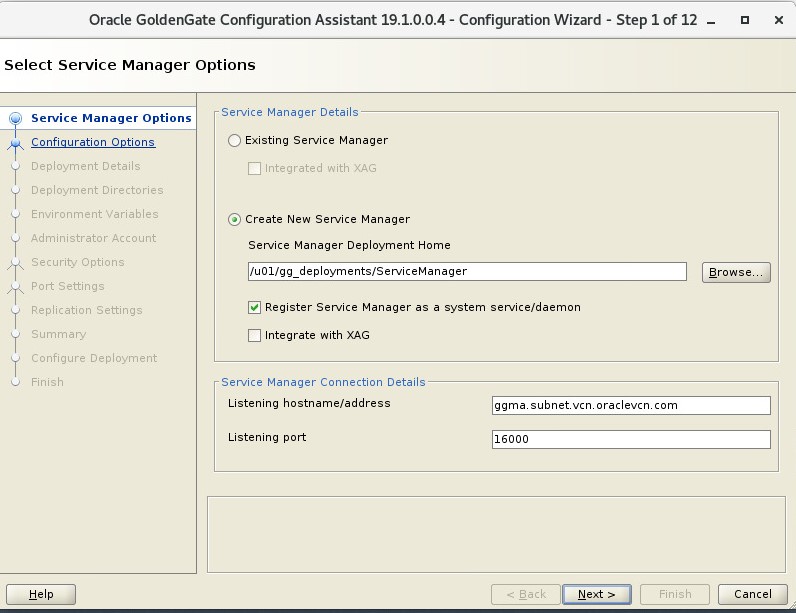 Oracle GoldenGate Configuration Assistant 19.1.0.0.4 - Configuration Wizard - Step 1 of 12
Select Service Manager Options
Service Manager Options
Configuration Options
Deployment Details
Deployment Directories
Environment Variables
Administrator Account
Security Options
Port Settings
Replication Settings
Summary
Configure Deployment
Finish
Service Manager Details
Existing Service Manager
Integrated with XAG
Create New Service Manager
Service Manager Deployment Home
/u01/gg_deployments/ServiceManager
Browse...
Register Service Manager as a system service/daemon
Integrate with XAG
Service Manager Connection Details
Listening hostname/address
ggma.subnet.vcn.oraclevcn.com
Listening port
16000
Help
< Back
Next >
Finish
Cancel